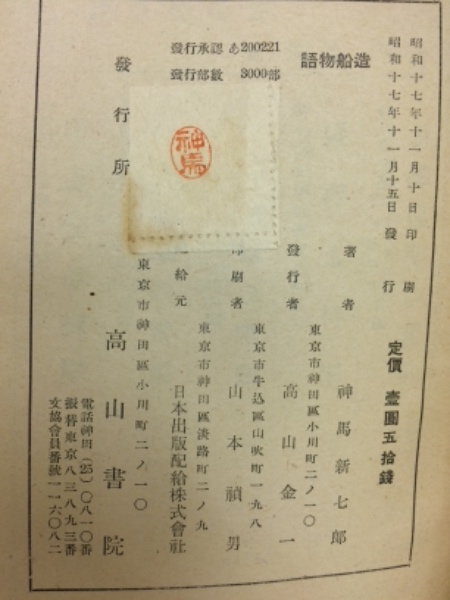 昭和十七年十一月十日印刷
昭和十七年十一月十五日發行
定價 壹圓五拾錢
造船物語
發行承認 あ200221
發行部數 3000部
著者 神馬新七郎
東京市神田區小川町二ノ一〇
發行者 高山金一
東京市牛込區山吹町一九八
印刷者 山本禎男
東京市神田區淡路町二ノ九
給元 日本出版配給株式會社
東京市神田區小川町二ノ一〇
發行所 高山書院
電話神田(25)〇八一〇番
振替東京八三八九三番
文協會員番號一一六〇八二
神馬